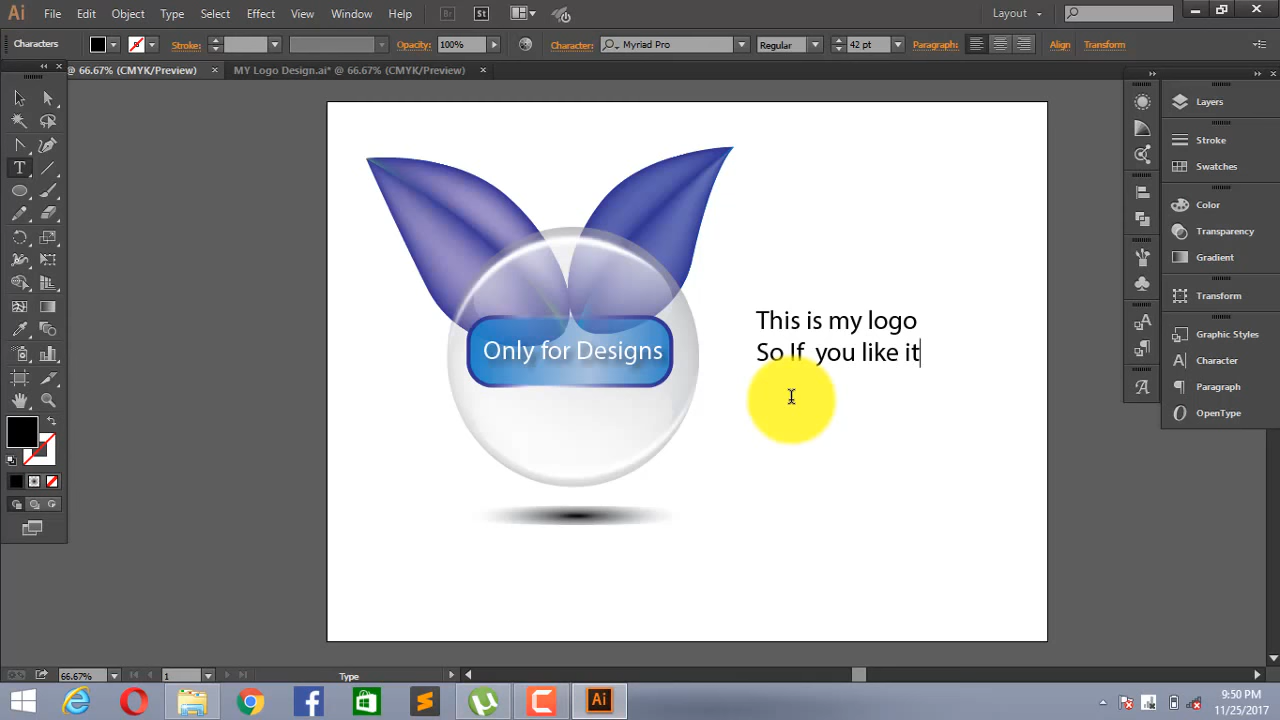 Ai File Edit Object Type Select Effect View Window Help Br St Layout
Characters Stroke: Opacity: 100% Character: Myriad Pro Regular 42 pt Paragraph: Align Transform
@ 66.67% (CMYK/Preview) × MY Logo Design.ai* @ 66.67% (CMYK/Preview) ×
Layers
Stroke
Swatches
Color
Transparency
Gradient
Transform
Graphic Styles
Character
Paragraph
OpenType
This is my logo
So If  you like it
Only for Designs
66.67% 1 Type
Ai
9:50 PM
11/25/2017